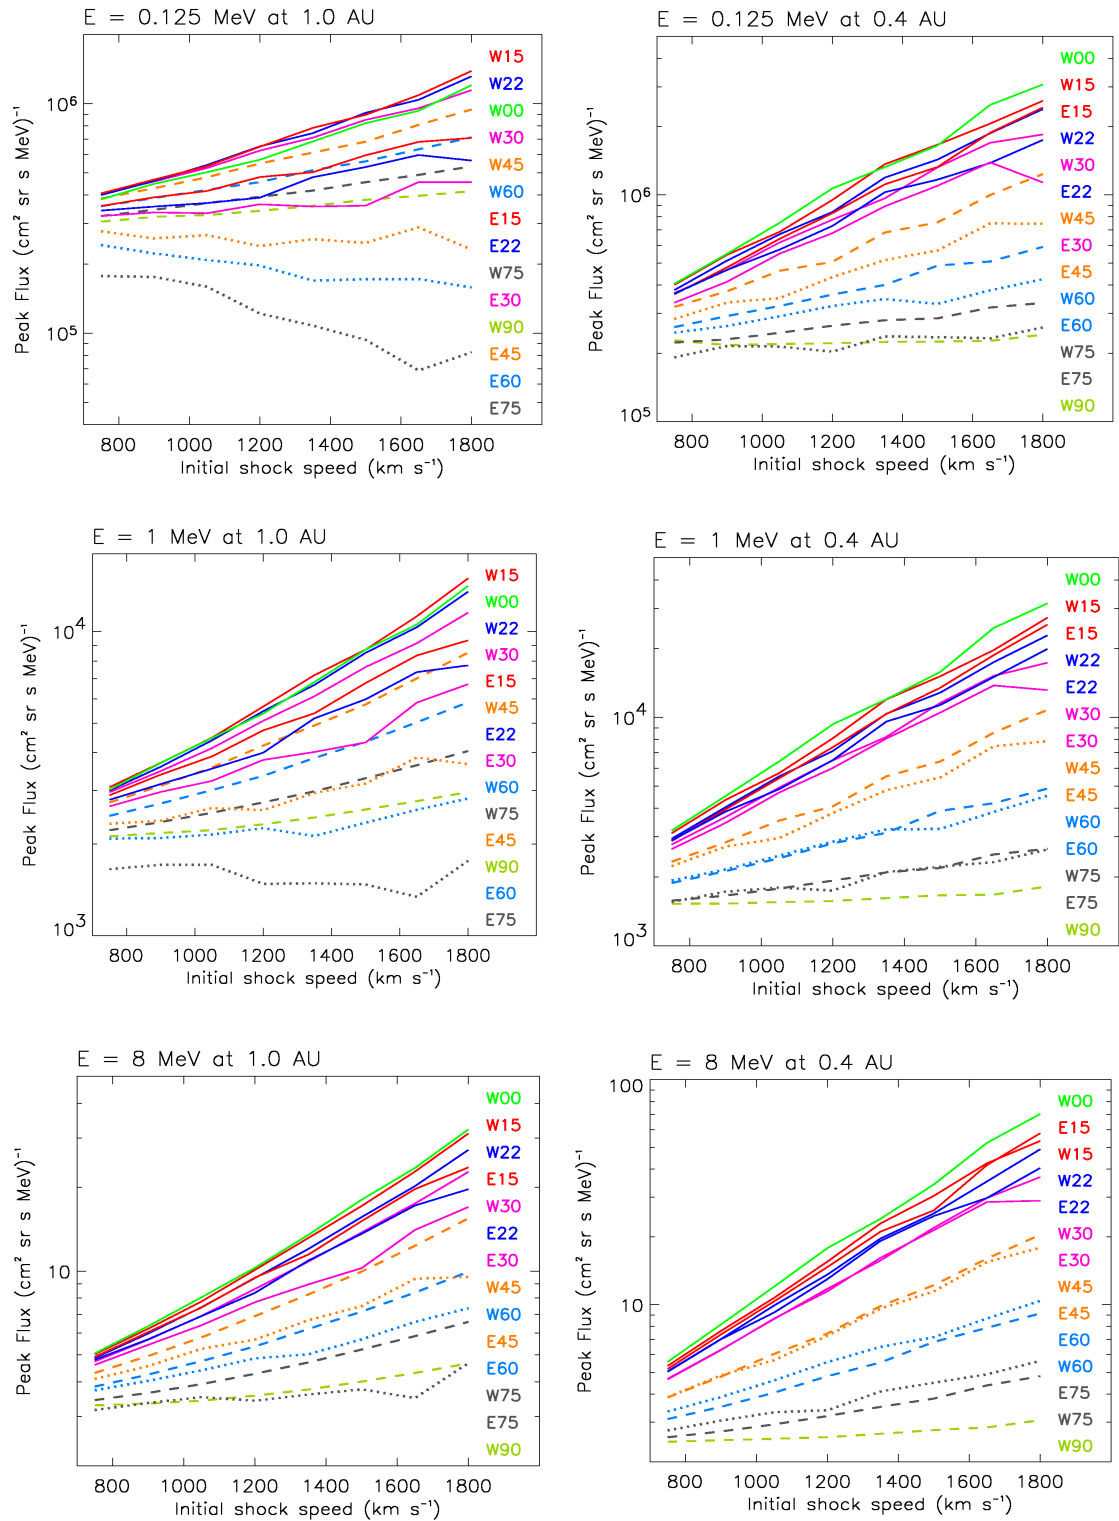 E = 0.125 MeV at 1.0 AU
Peak Flux (cm² sr s MeV)⁻¹
10⁶
10⁵
800 1000 1200 1400 1600 1800
Initial shock speed (km s⁻¹)
W15
W22
W00
W30
W45
W60
E15
E22
W75
E30
W90
E45
E60
E75
E = 0.125 MeV at 0.4 AU
Peak Flux (cm² sr s MeV)⁻¹
10⁶
10⁵
800 1000 1200 1400 1600 1800
Initial shock speed (km s⁻¹)
W00
W15
E15
W22
W30
E22
W45
E30
E45
W60
E60
W75
E75
W90
E = 1 MeV at 1.0 AU
Peak Flux (cm² sr s MeV)⁻¹
10⁴
10³
800 1000 1200 1400 1600 1800
Initial shock speed (km s⁻¹)
W15
W00
W22
W30
E15
W45
E22
E30
W60
W75
E45
W90
E60
E75
E = 1 MeV at 0.4 AU
Peak Flux (cm² sr s MeV)⁻¹
10⁴
10³
800 1000 1200 1400 1600 1800
Initial shock speed (km s⁻¹)
W00
W15
E15
W22
E22
W30
E30
W45
E45
W60
E60
W75
E75
W90
E = 8 MeV at 1.0 AU
Peak Flux (cm² sr s MeV)⁻¹
10
800 1000 1200 1400 1600 1800
Initial shock speed (km s⁻¹)
W00
W15
W22
E15
W30
E22
E30
W45
W60
E45
E60
W75
E75
W90
E = 8 MeV at 0.4 AU
Peak Flux (cm² sr s MeV)⁻¹
100
10
800 1000 1200 1400 1600 1800
Initial shock speed (km s⁻¹)
W00
E15
W15
W22
E22
W30
E30
W45
E45
E60
W60
E75
W75
W90